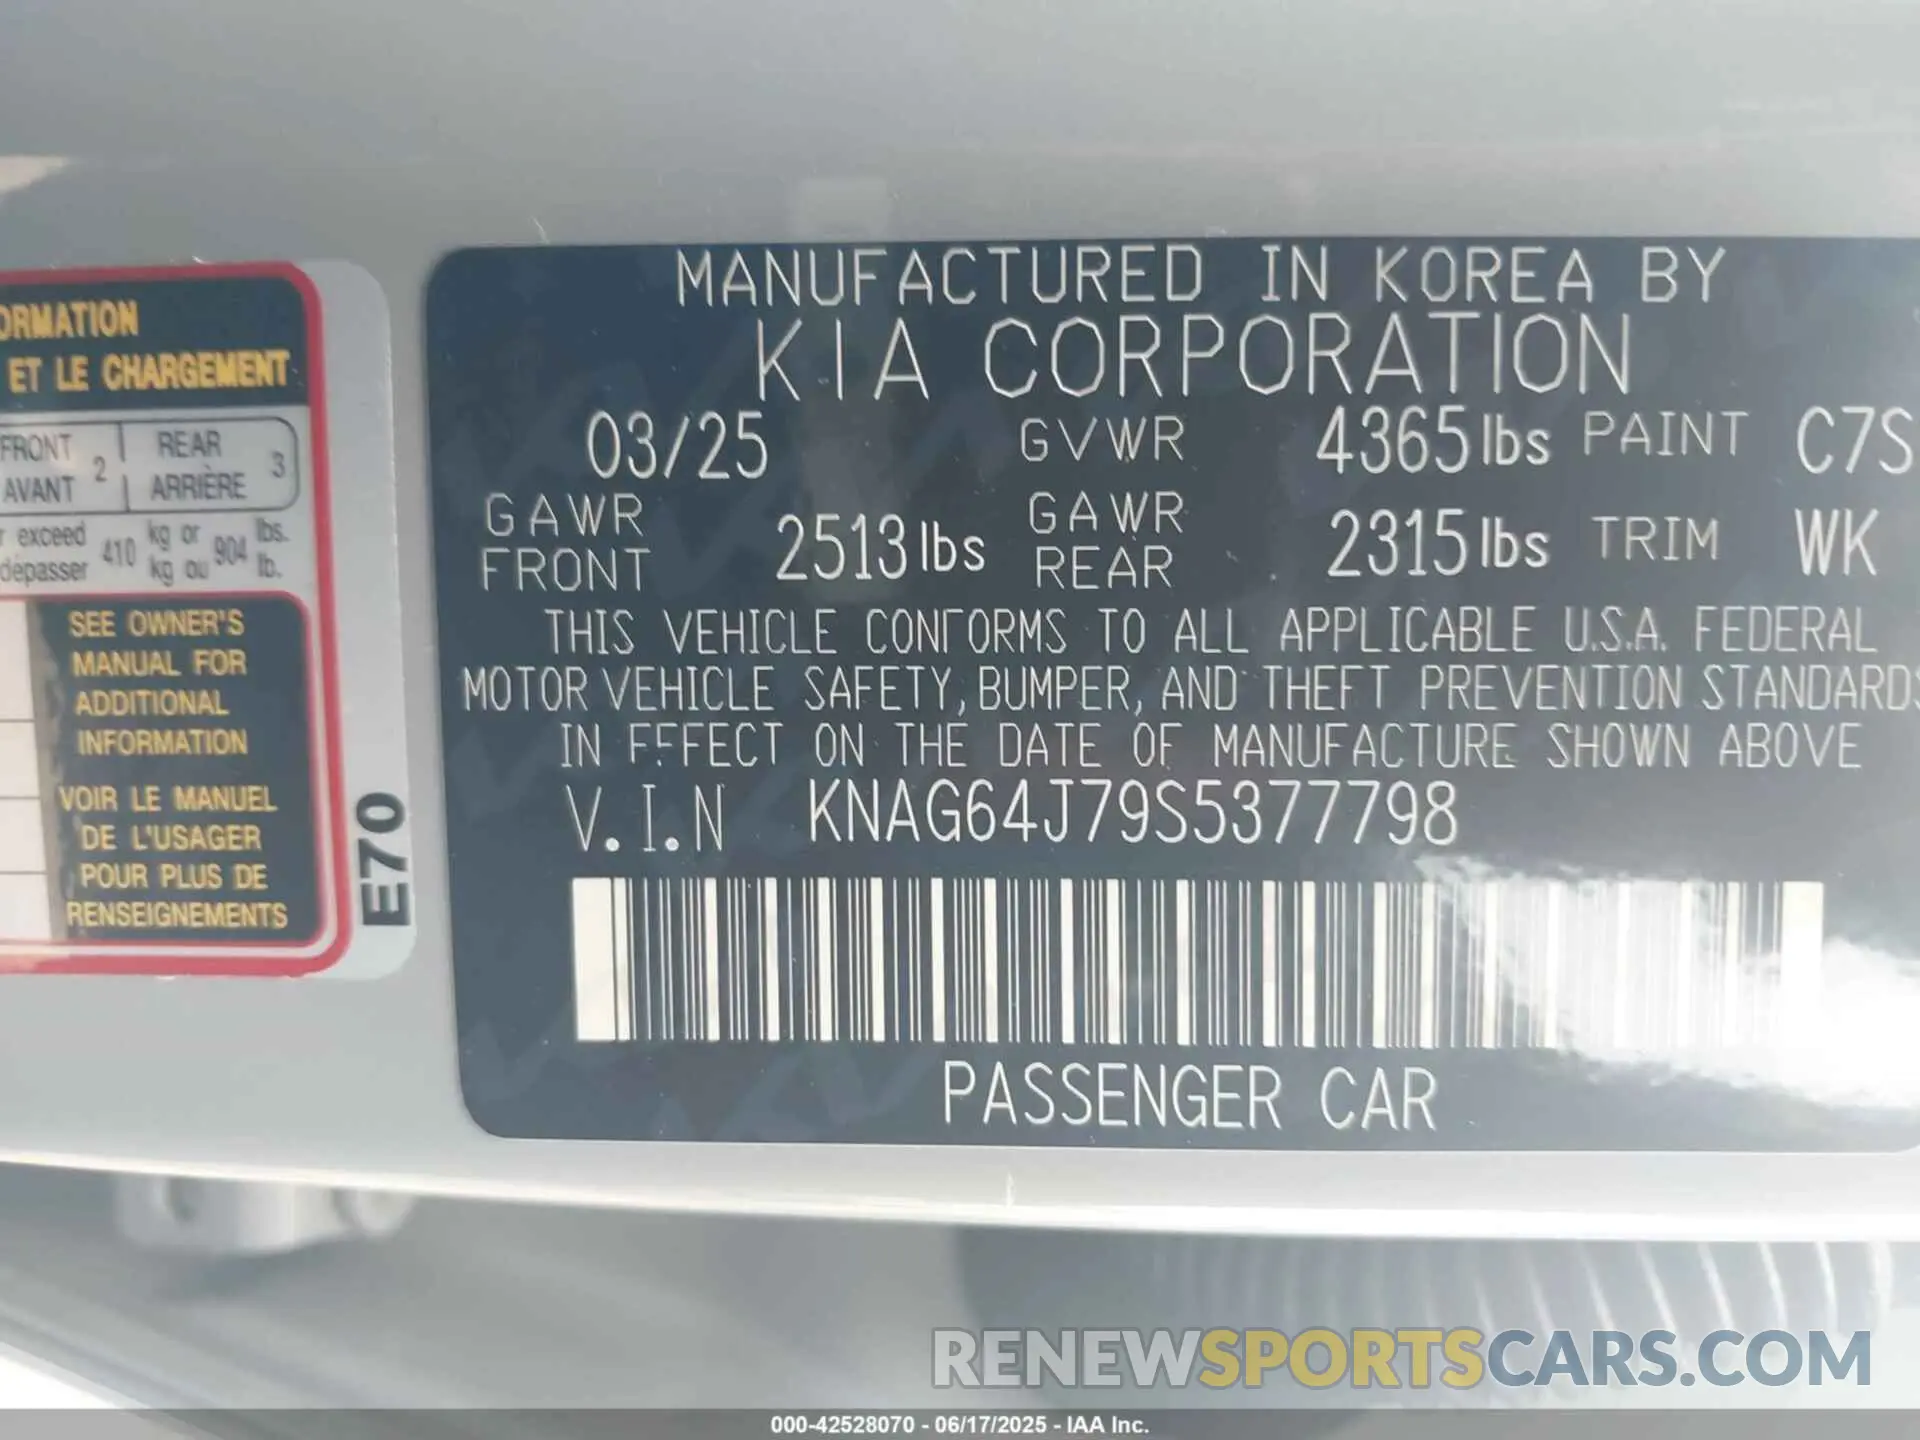 ORMATION
ET LE CHARGEMENT
FRONT
AVANT 2
REAR
ARRIÈRE 3
exceed
dépasser 410 kg or
kg ou 904 lbs.
lb.
SEE OWNER'S
MANUAL FOR
ADDITIONAL
INFORMATION
VOIR LE MANUEL
DE L'USAGER
POUR PLUS DE
RENSEIGNEMENTS
E70
MANUFACTURED IN KOREA BY
KIA CORPORATION
03/25 GVWR 4365 lbs PAINT C7S
GAWR
FRONT 2513 lbs GAWR
REAR 2315 lbs TRIM WK
THIS VEHICLE CONFORMS TO ALL APPLICABLE U.S.A. FEDERAL
MOTOR VEHICLE SAFETY, BUMPER, AND THEFT PREVENTION STANDARDS
IN EFFECT ON THE DATE OF MANUFACTURE SHOWN ABOVE
V.I.N KNAG64J79S5377798
PASSENGER CAR
RENEWSPORTSCARS.COM
000-42528070 - 06/17/2025 - IAA Inc.